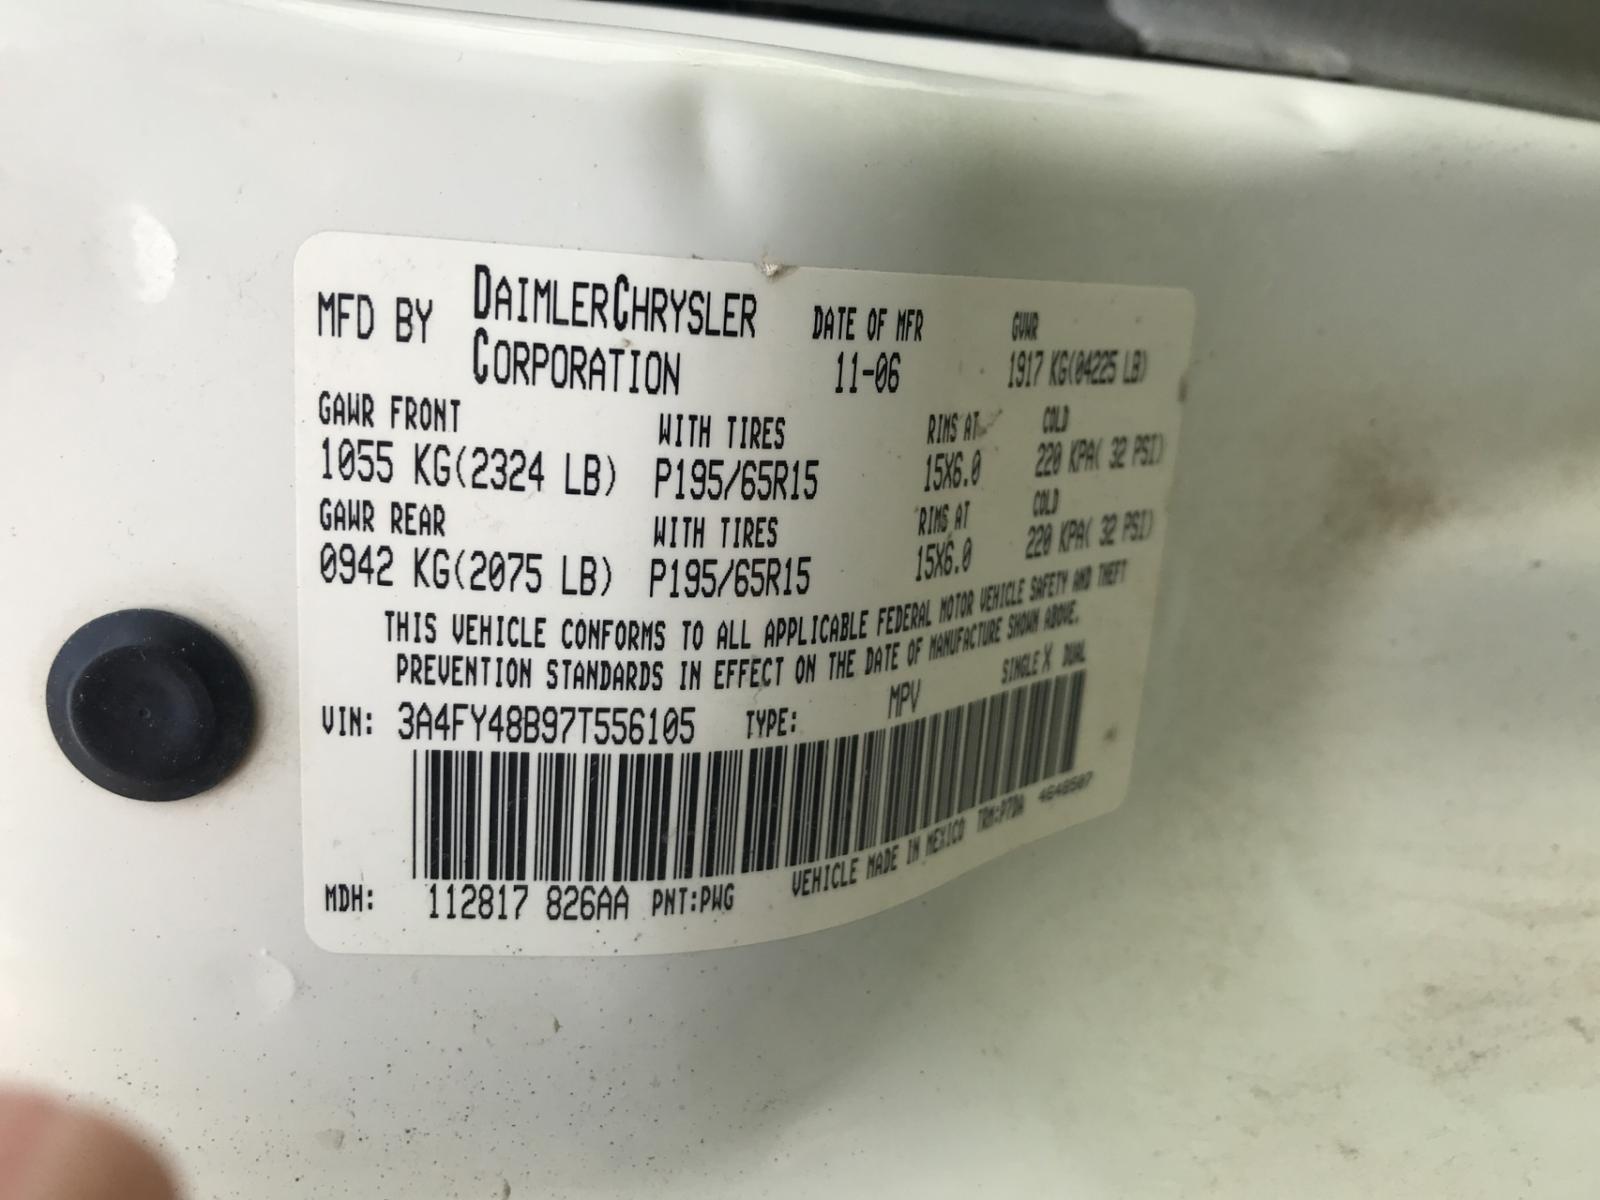 MFD BY DAIMLERCHRYSLER CORPORATION DATE OF MFR 11-06 GVWR 1917 KG(04225 LB)
GAWR FRONT WITH TIRES RIMS AT COLD
1055 KG(2324 LB) P195/65R15 15X6.0 220 KPA( 32 PSI)
GAWR REAR WITH TIRES RIMS AT COLD
0942 KG(2075 LB) P195/65R15 15X6.0 220 KPA( 32 PSI)
THIS VEHICLE CONFORMS TO ALL APPLICABLE FEDERAL MOTOR VEHICLE SAFETY AND THEFT
PREVENTION STANDARDS IN EFFECT ON THE DATE OF MANUFACTURE SHOWN ABOVE.
VIN: 3A4FY48B97T556105 TYPE: MPV SINGLE X DUAL
MDH: 112817 826AA PNT:PWG VEHICLE MADE IN MEXICO TRM:P7DA 4648507